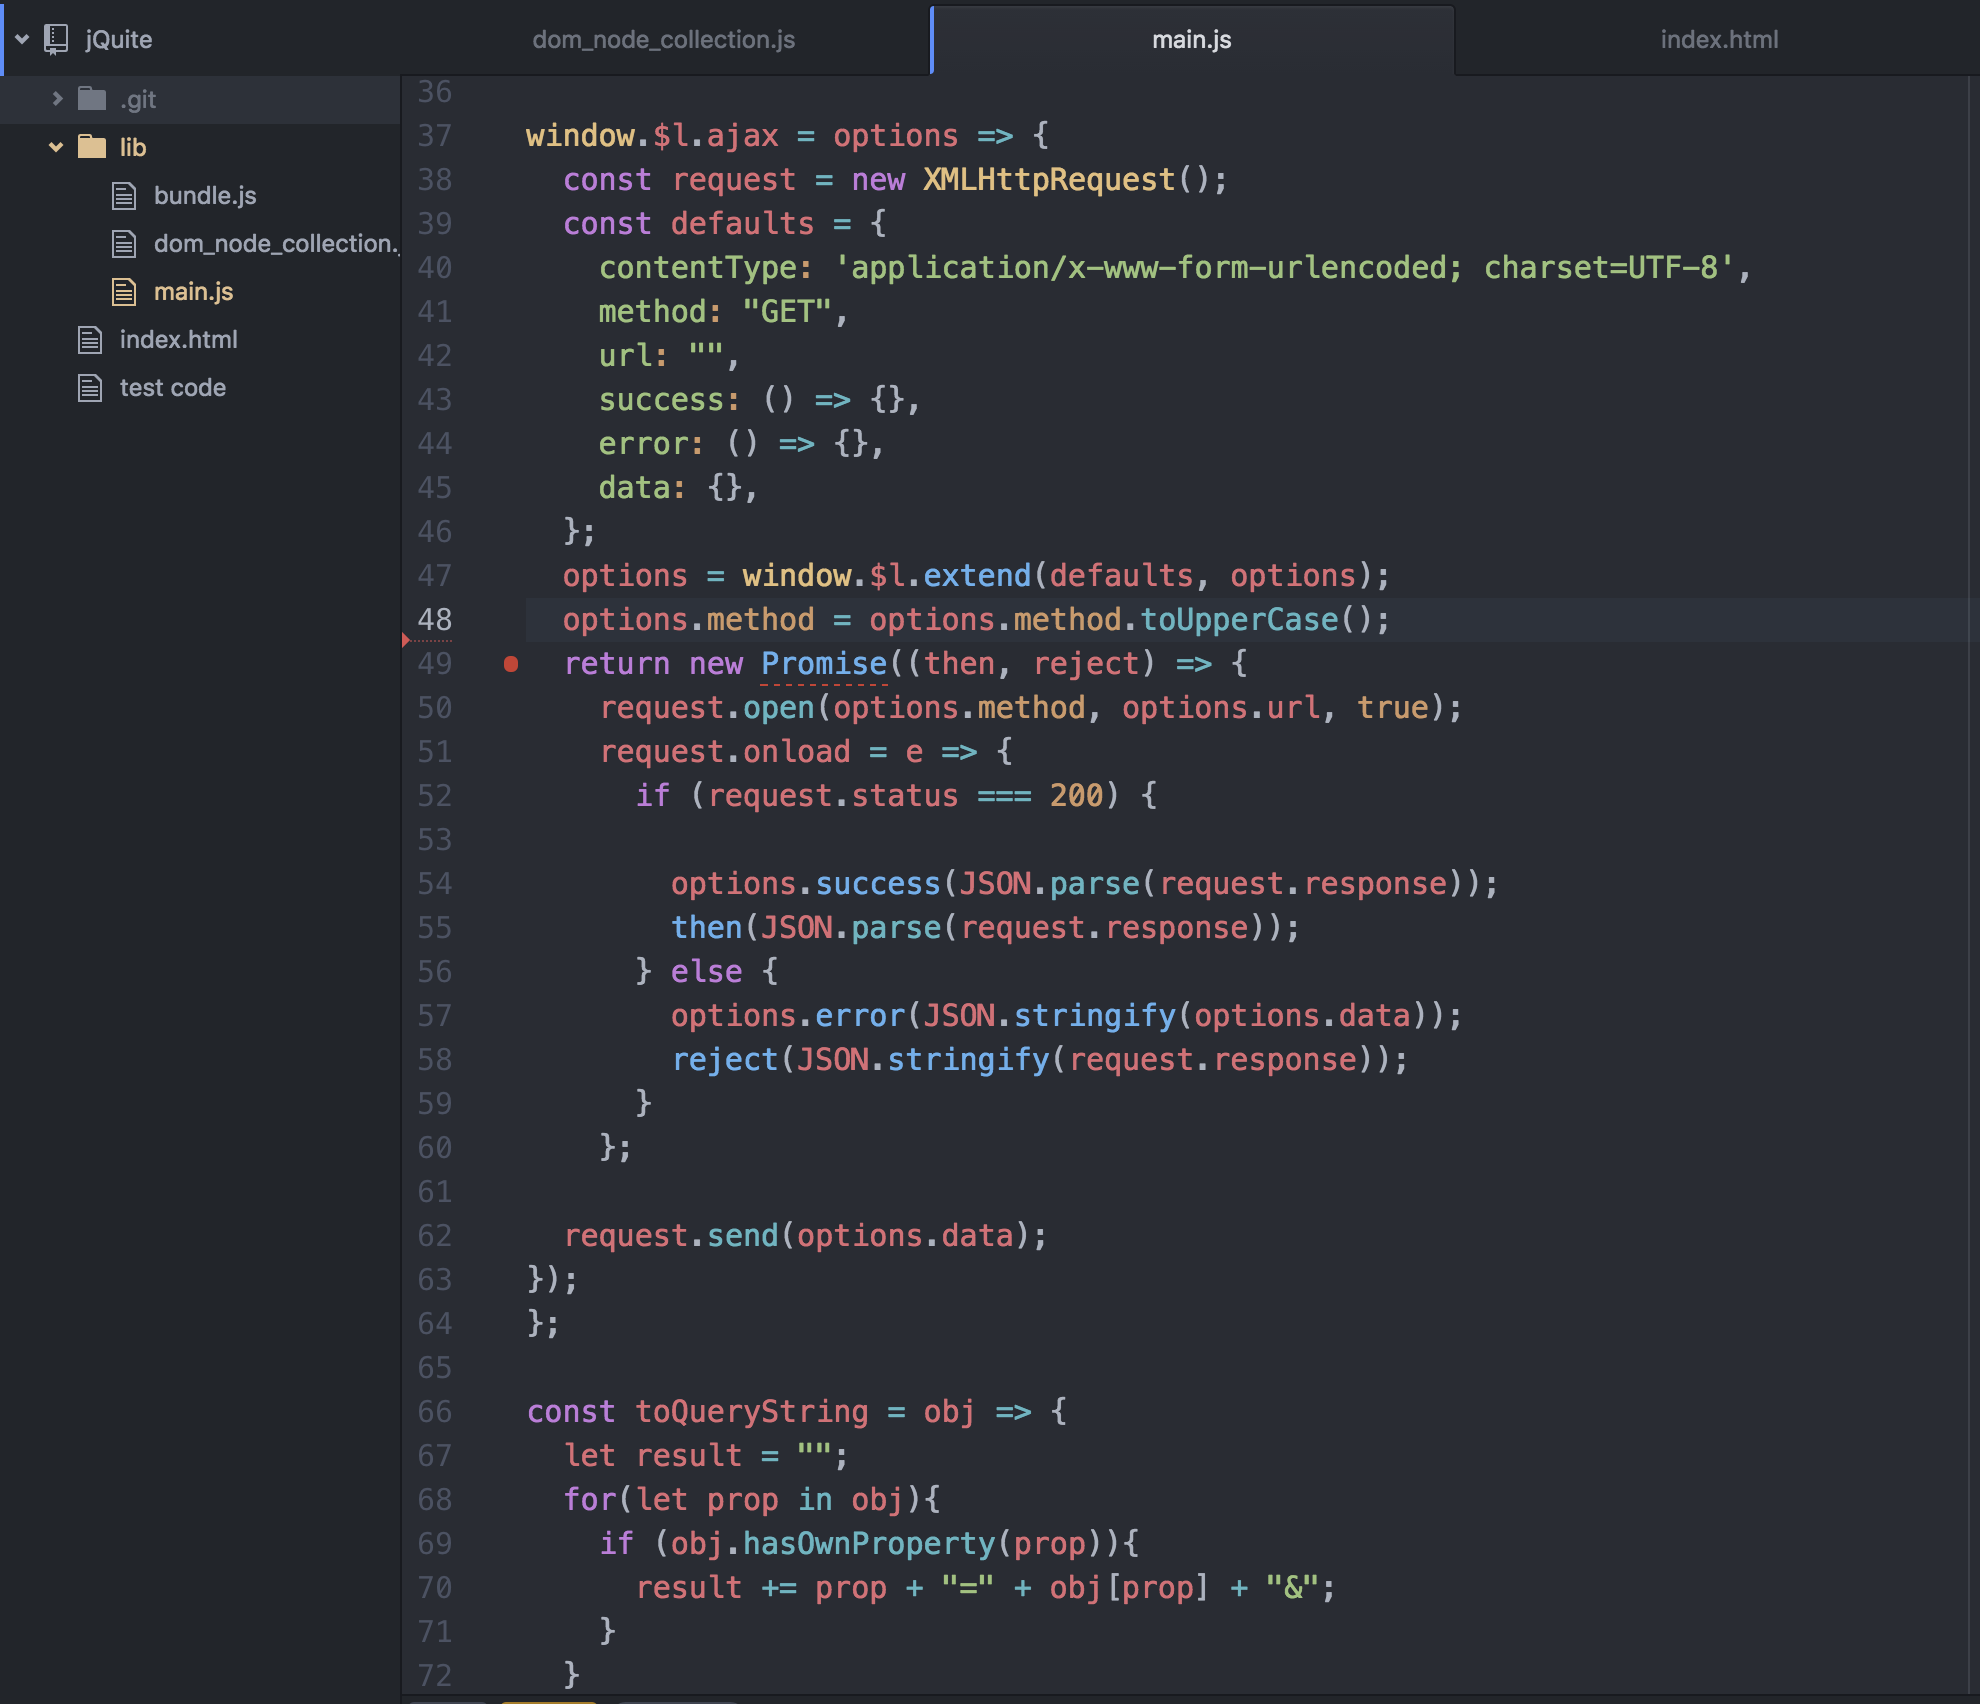 jQuite
.git
lib
bundle.js
dom_node_collection.
main.js
index.html
test code
dom_node_collection.js
main.js
index.html
36
37 window.$l.ajax = options => {
38 const request = new XMLHttpRequest();
39 const defaults = {
40 contentType: 'application/x-www-form-urlencoded; charset=UTF-8',
41 method: "GET",
42 url: "",
43 success: () => {},
44 error: () => {},
45 data: {},
46 };
47 options = window.$l.extend(defaults, options);
48 options.method = options.method.toUpperCase();
49 return new Promise((then, reject) => {
50 request.open(options.method, options.url, true);
51 request.onload = e => {
52 if (request.status === 200) {
53
54 options.success(JSON.parse(request.response));
55 then(JSON.parse(request.response));
56 } else {
57 options.error(JSON.stringify(options.data));
58 reject(JSON.stringify(request.response));
59 }
60 };
61
62 request.send(options.data);
63 });
64 };
65
66 const toQueryString = obj => {
67 let result = "";
68 for(let prop in obj){
69 if (obj.hasOwnProperty(prop)){
70 result += prop + "=" + obj[prop] + "&";
71 }
72 }